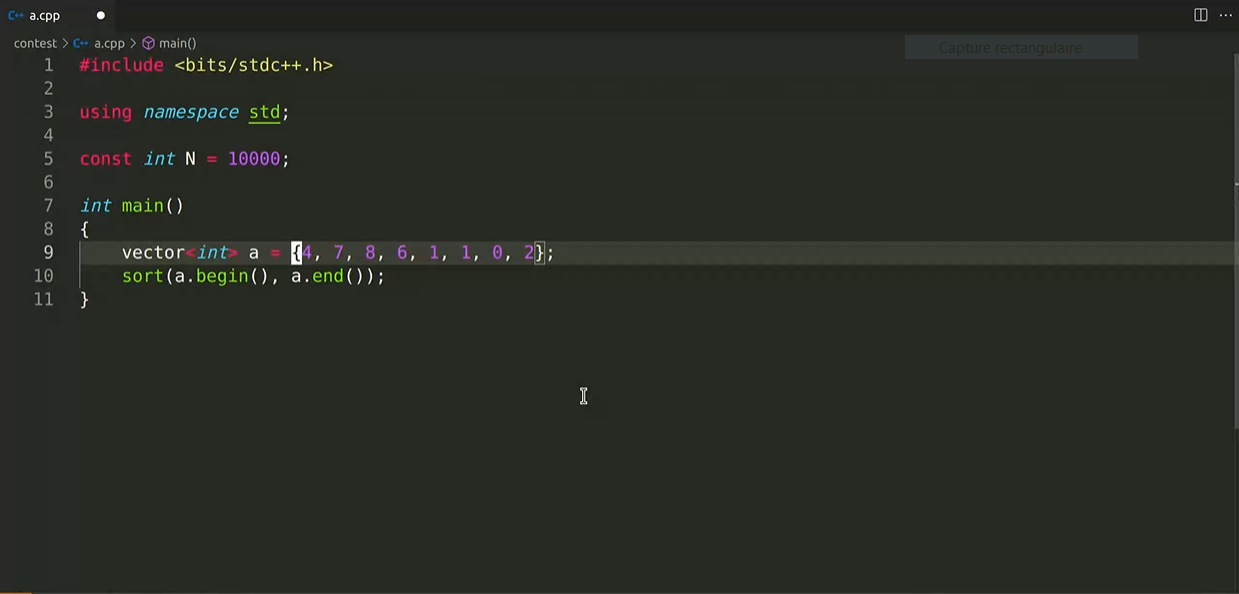 C++ a.cpp
contest > C++ a.cpp > main()
Capture rectangulaire
1 #include <bits/stdc++.h>
2
3 using namespace std;
4
5 const int N = 10000;
6
7 int main()
8 {
9 vector<int> a = {4, 7, 8, 6, 1, 1, 0, 2};
10 sort(a.begin(), a.end());
11 }